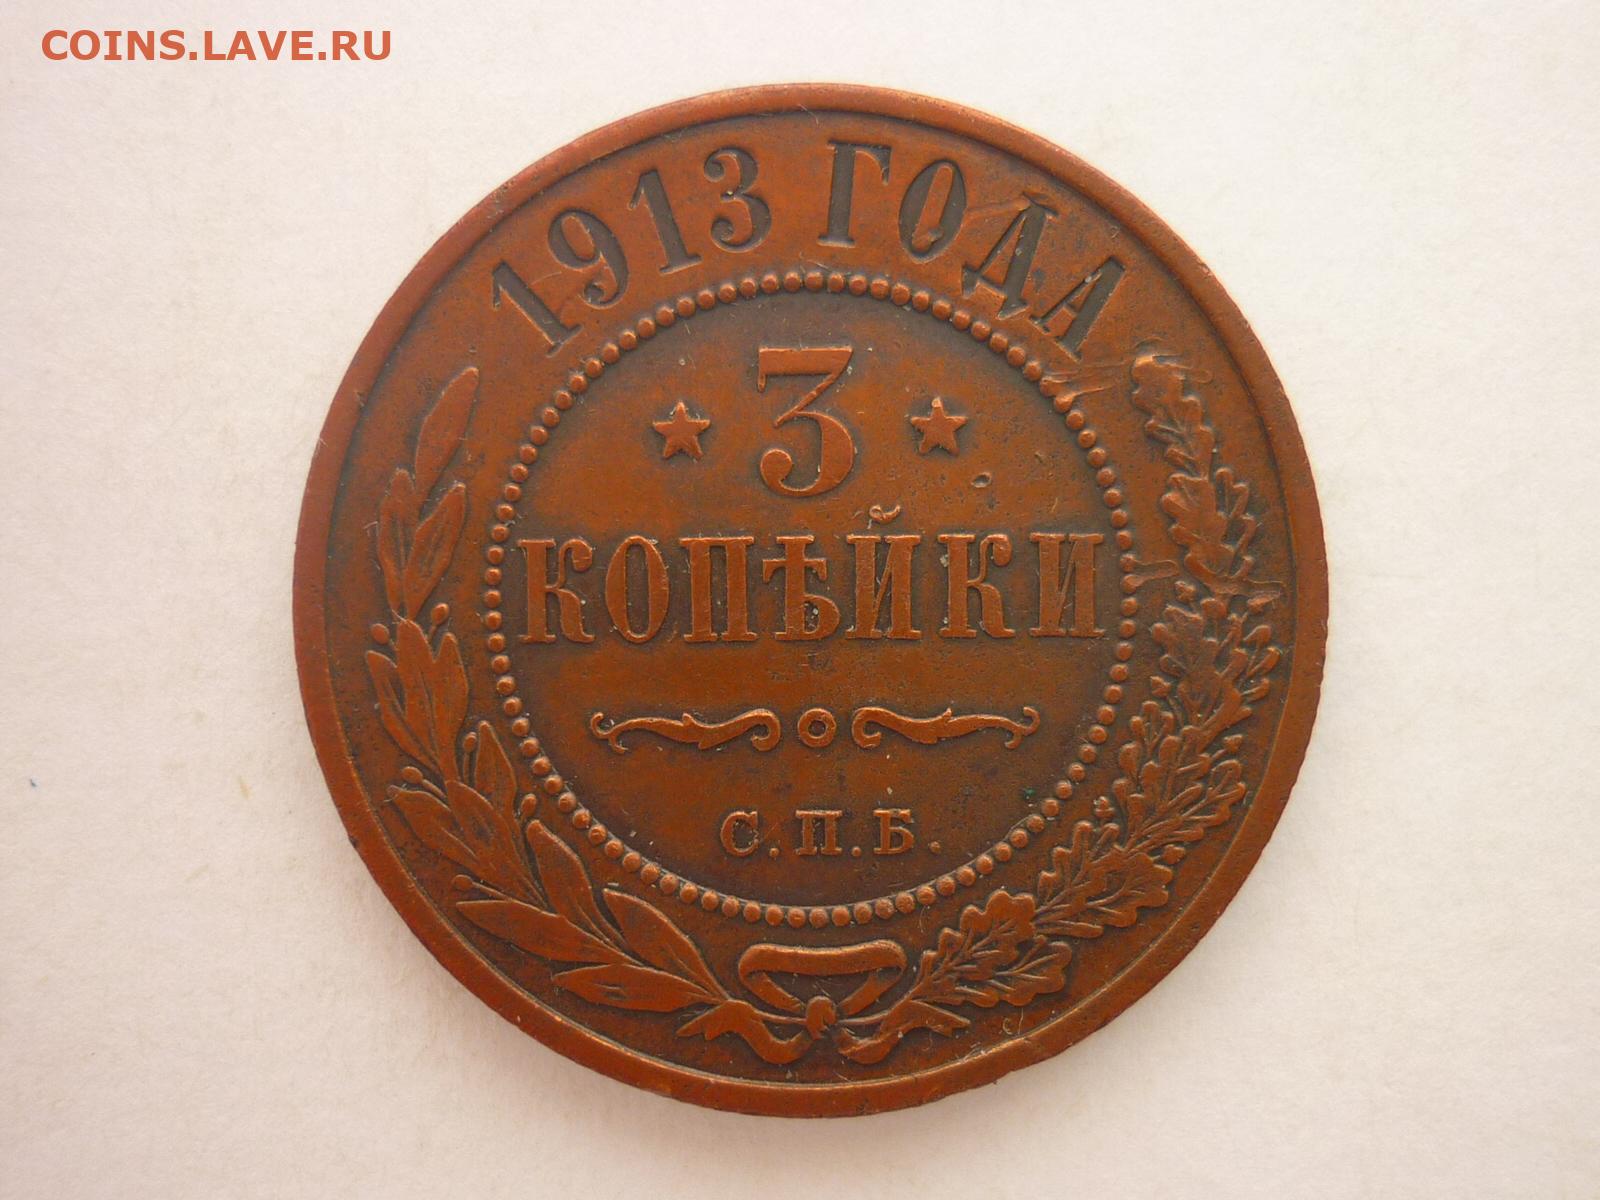 COINS.LAVE.RU
1913 ГОДА
3
КОПѢЙКИ
С.П.Б.